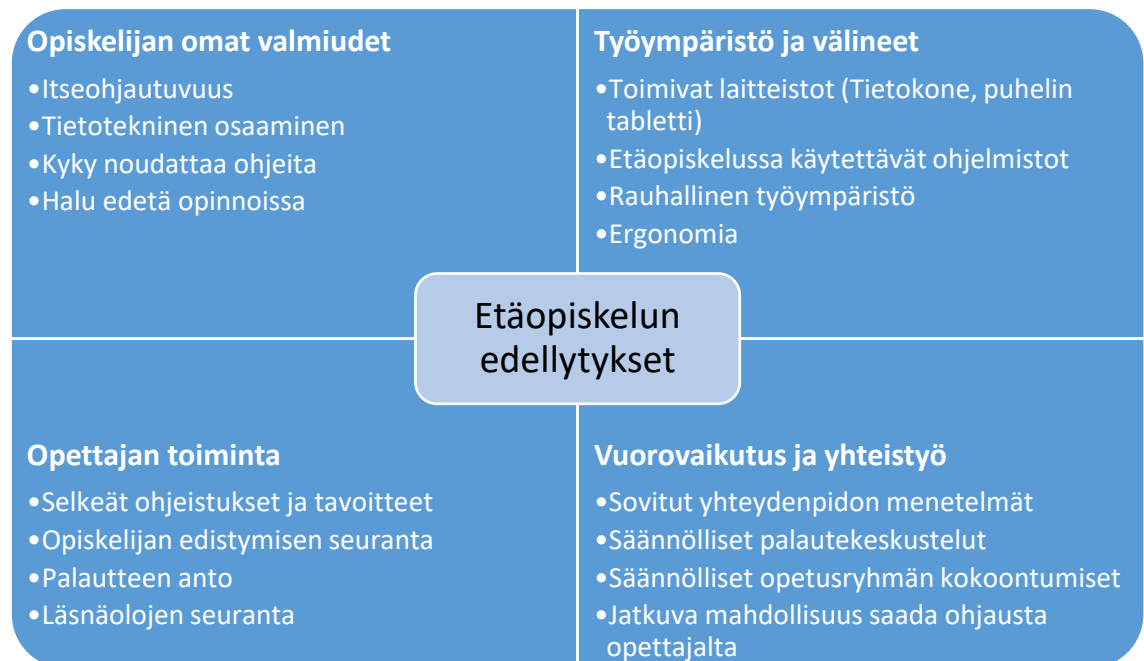 Opiskelijan omat valmiudet
•Itseohjautuvuus
•Tietotekninen osaaminen
•Kyky noudattaa ohjeita
•Halu edetä opinnoissa
Työympäristö ja välineet
•Toimivat laitteistot (Tietokone, puhelin
tabletti)
•Etäopiskelussa käytettävät ohjelmistot
•Rauhallinen työympäristö
•Ergonomia
Etäopiskelun
edellytykset
Opettajan toiminta
•Selkeät ohjeistukset ja tavoitteet
•Opiskelijan edistymisen seuranta
•Palautteen anto
•Läsnäolojen seuranta
Vuorovaikutus ja yhteistyö
•Sovitut yhteydenpidon menetelmät
•Säännölliset palautekeskustelut
•Säännölliset opetusryhmän kokoontumiset
•Jatkuva mahdollisuus saada ohjausta
opettajalta